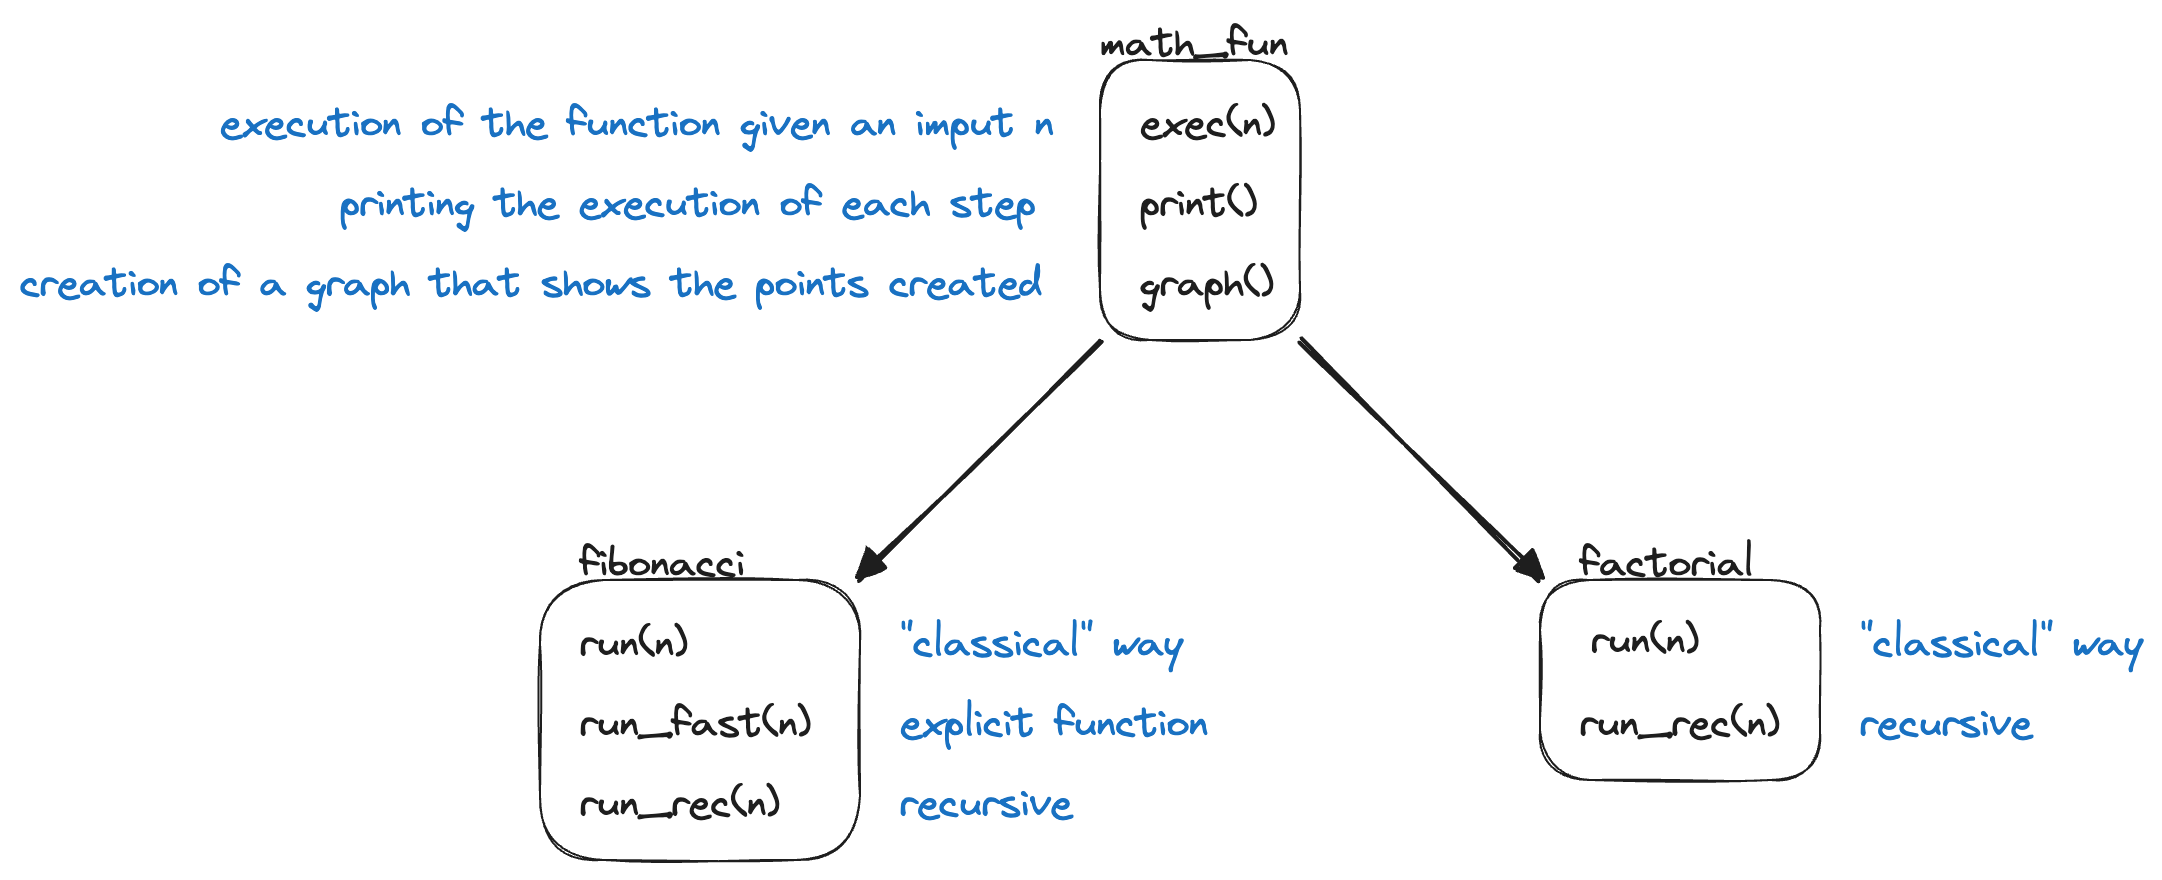 math_fun
execution of the function given an imput n
exec(n)
printing the execution of each step
print()
creation of a graph that shows the points created
graph()
fibonacci
run(n)
"classical" way
run_fast(n)
explicit function
run_rec(n)
recursive
factorial
run(n)
"classical" way
run_rec(n)
recursive